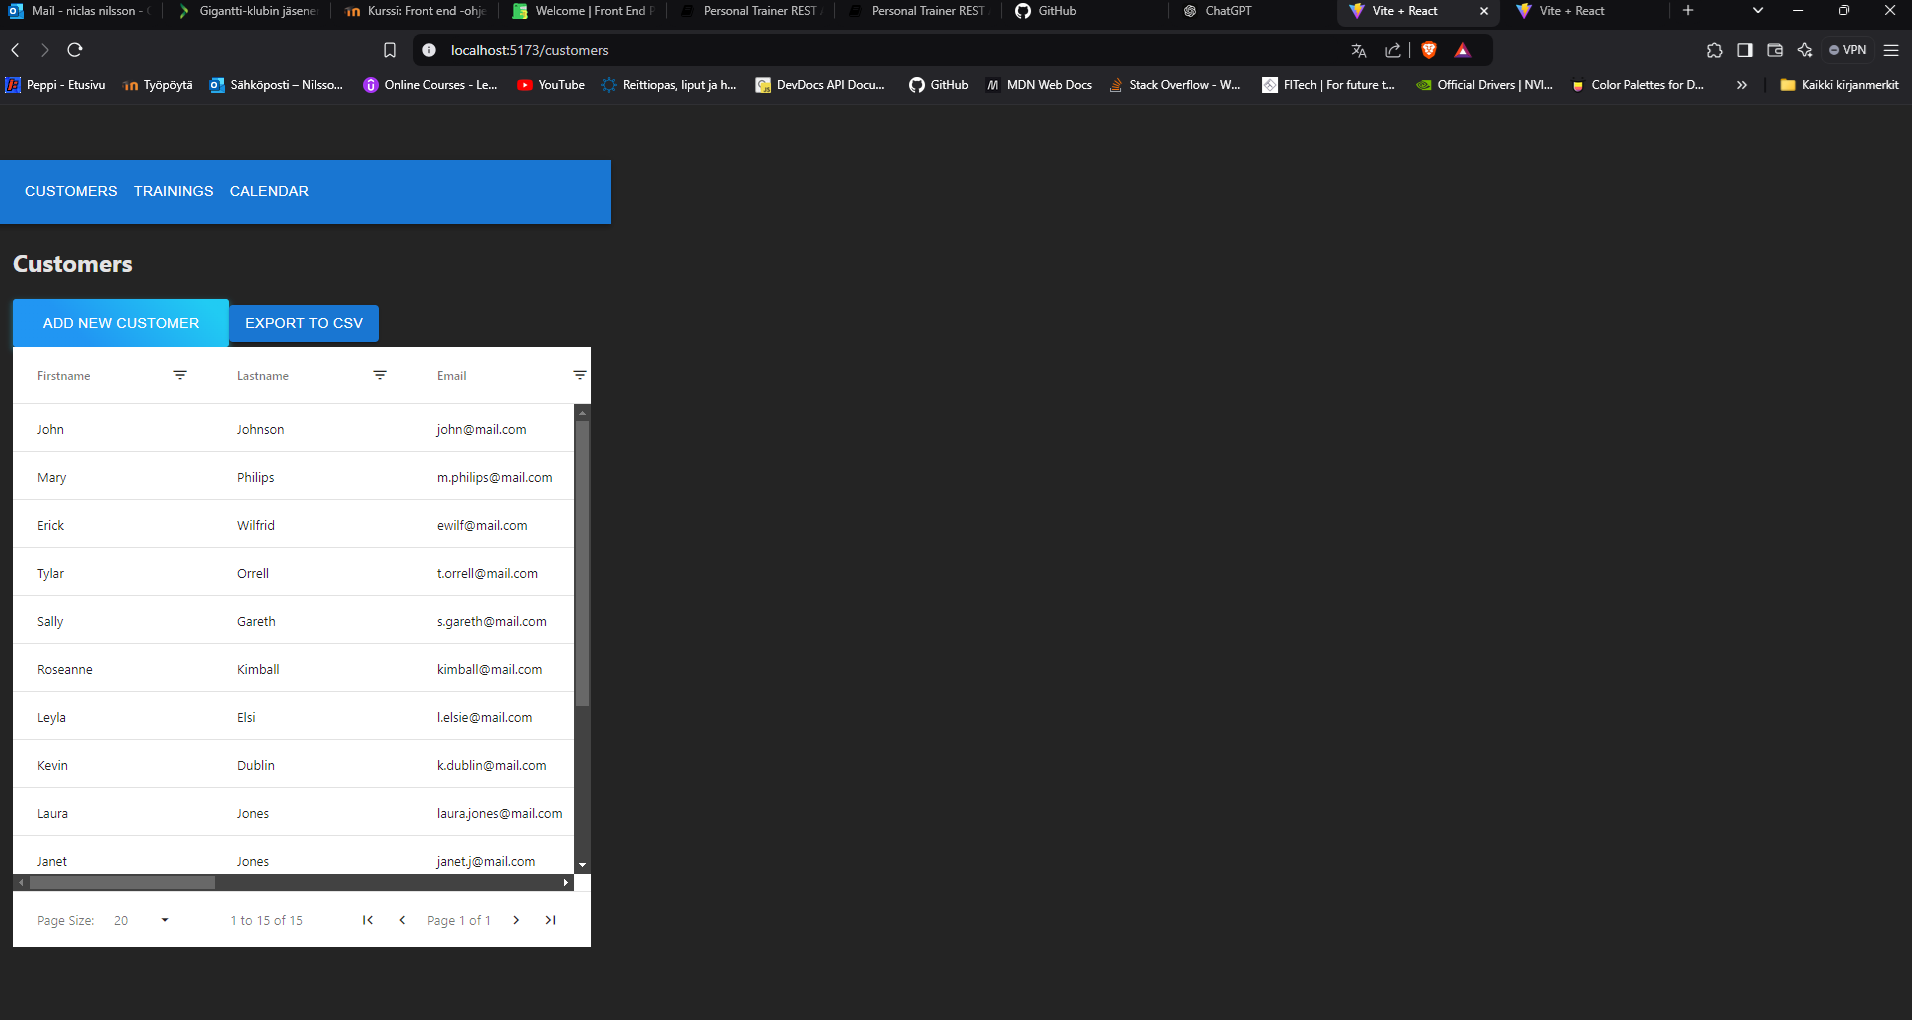 Mail - niclas nilsson - Gigantti-klubin jäsene Kurssi: Front end -ohje Welcome | Front End P Personal Trainer REST Personal Trainer REST GitHub ChatGPT Vite + React Vite + React
localhost:5173/customers VPN
Peppi - Etusivu Työpöytä Sähköposti – Nilsso... Online Courses - Le... YouTube Reittiopas, liput ja h... DevDocs API Docu... GitHub MDN Web Docs Stack Overflow - W... FITech | For future t... Official Drivers | NVI... Color Palettes for D... Kaikki kirjanmerkit
CUSTOMERS TRAININGS CALENDAR
Customers
ADD NEW CUSTOMER EXPORT TO CSV
Firstname Lastname Email
John Johnson john@mail.com
Mary Philips m.philips@mail.com
Erick Wilfrid ewilf@mail.com
Tylar Orrell t.orrell@mail.com
Sally Gareth s.gareth@mail.com
Roseanne Kimball kimball@mail.com
Leyla Elsi l.elsie@mail.com
Kevin Dublin k.dublin@mail.com
Laura Jones laura.jones@mail.com
Janet Jones janet.j@mail.com
Page Size: 20 1 to 15 of 15 Page 1 of 1